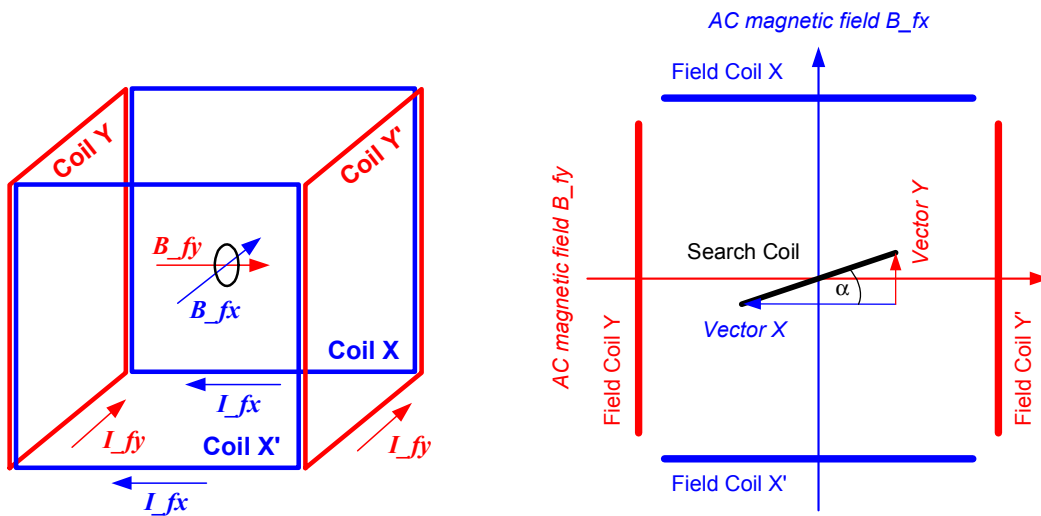 Coil Y
Coil Y'
B_fy
B_fx
Coil X
I_fx
I_fy
Coil X'
I_fy
I_fx
AC magnetic field B_fx
Field Coil X
AC magnetic field B_fy
Vector Y
Search Coil
α
Vector X
Field Coil Y
Field Coil Y'
Field Coil X'